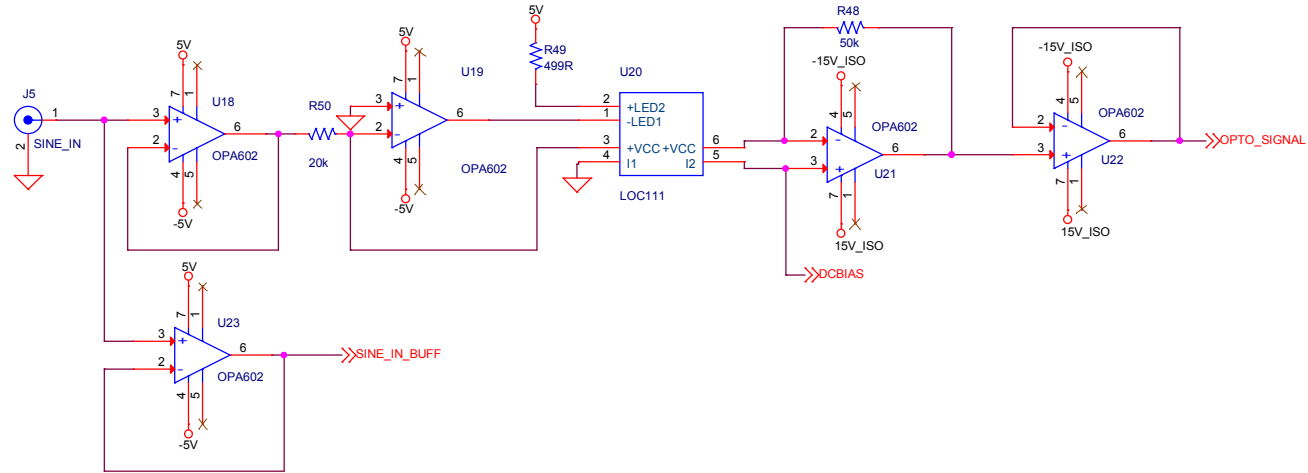 J5
1
2
SINE_IN
5V
7
1
U18
3
+
2
-
6
4
5
OPA602
-5V
R50
20k
5V
7
1
U19
3
+
2
-
6
4
5
OPA602
-5V
5V
R49
499R
U20
2
+LED2
1
-LED1
3
+VCC
+VCC
6
4
I1
I2
5
LOC111
R48
50k
-15V_ISO
4
5
OPA602
2
-
3
+
6
U21
7
1
15V_ISO
DCBIAS
-15V_ISO
4
5
OPA602
2
-
3
+
6
U22
7
1
15V_ISO
OPTO_SIGNAL
5V
7
1
U23
3
+
2
-
6
4
5
OPA602
-5V
SINE_IN_BUFF